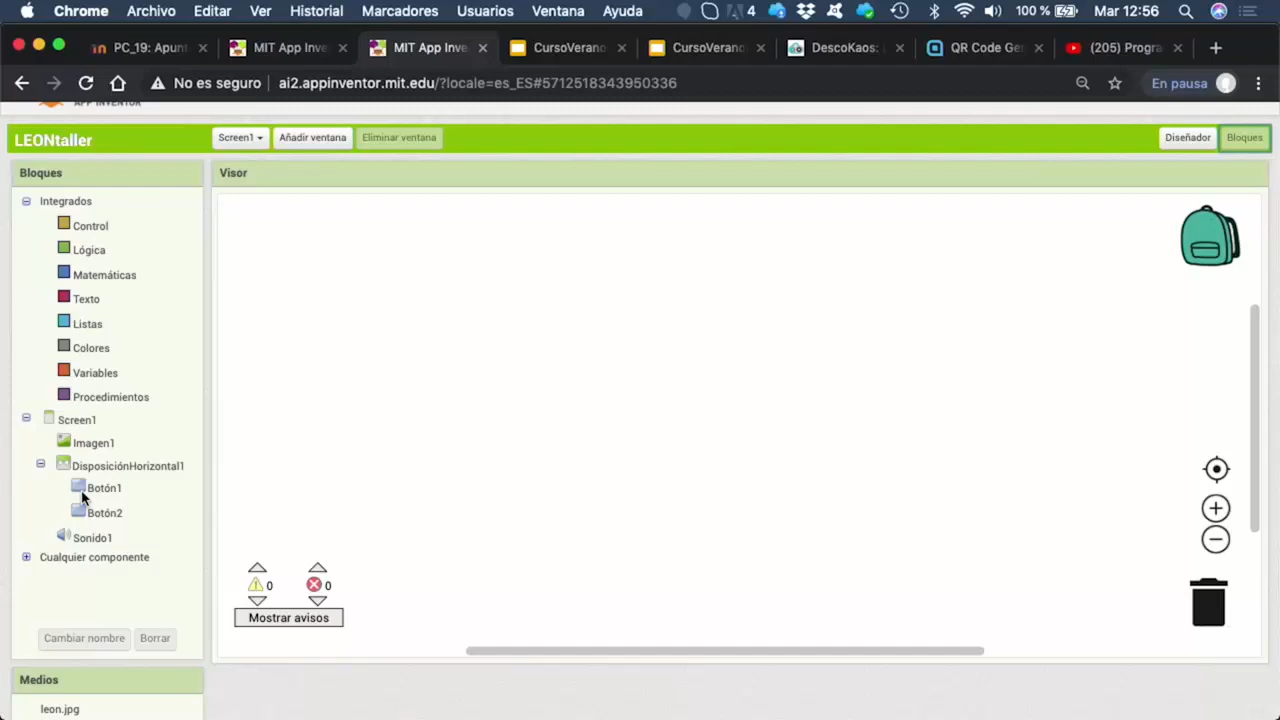 Chrome Archivo Editar Ver Historial Marcadores Usuarios Ventana Ayuda 4 100 % Mar 12:56
PC_19: Apunt MIT App Inve MIT App Inve CursoVerano CursoVerano DescoKaos: QR Code Ge (205) Progra
No es seguro ai2.appinventor.mit.edu/?locale=es_ES#5712518343950336 En pausa
APP INVENTOR
LEONtaller Screen1 Añadir ventana Eliminar ventana Diseñador Bloques
Bloques Visor
Integrados
Control
Lógica
Matemáticas
Texto
Listas
Colores
Variables
Procedimientos
Screen1
Imagen1
DisposiciónHorizontal1
Botón1
Botón2
Sonido1
Cualquier componente
0 0
Mostrar avisos
Cambiar nombre Borrar
Medios
leon.jpg